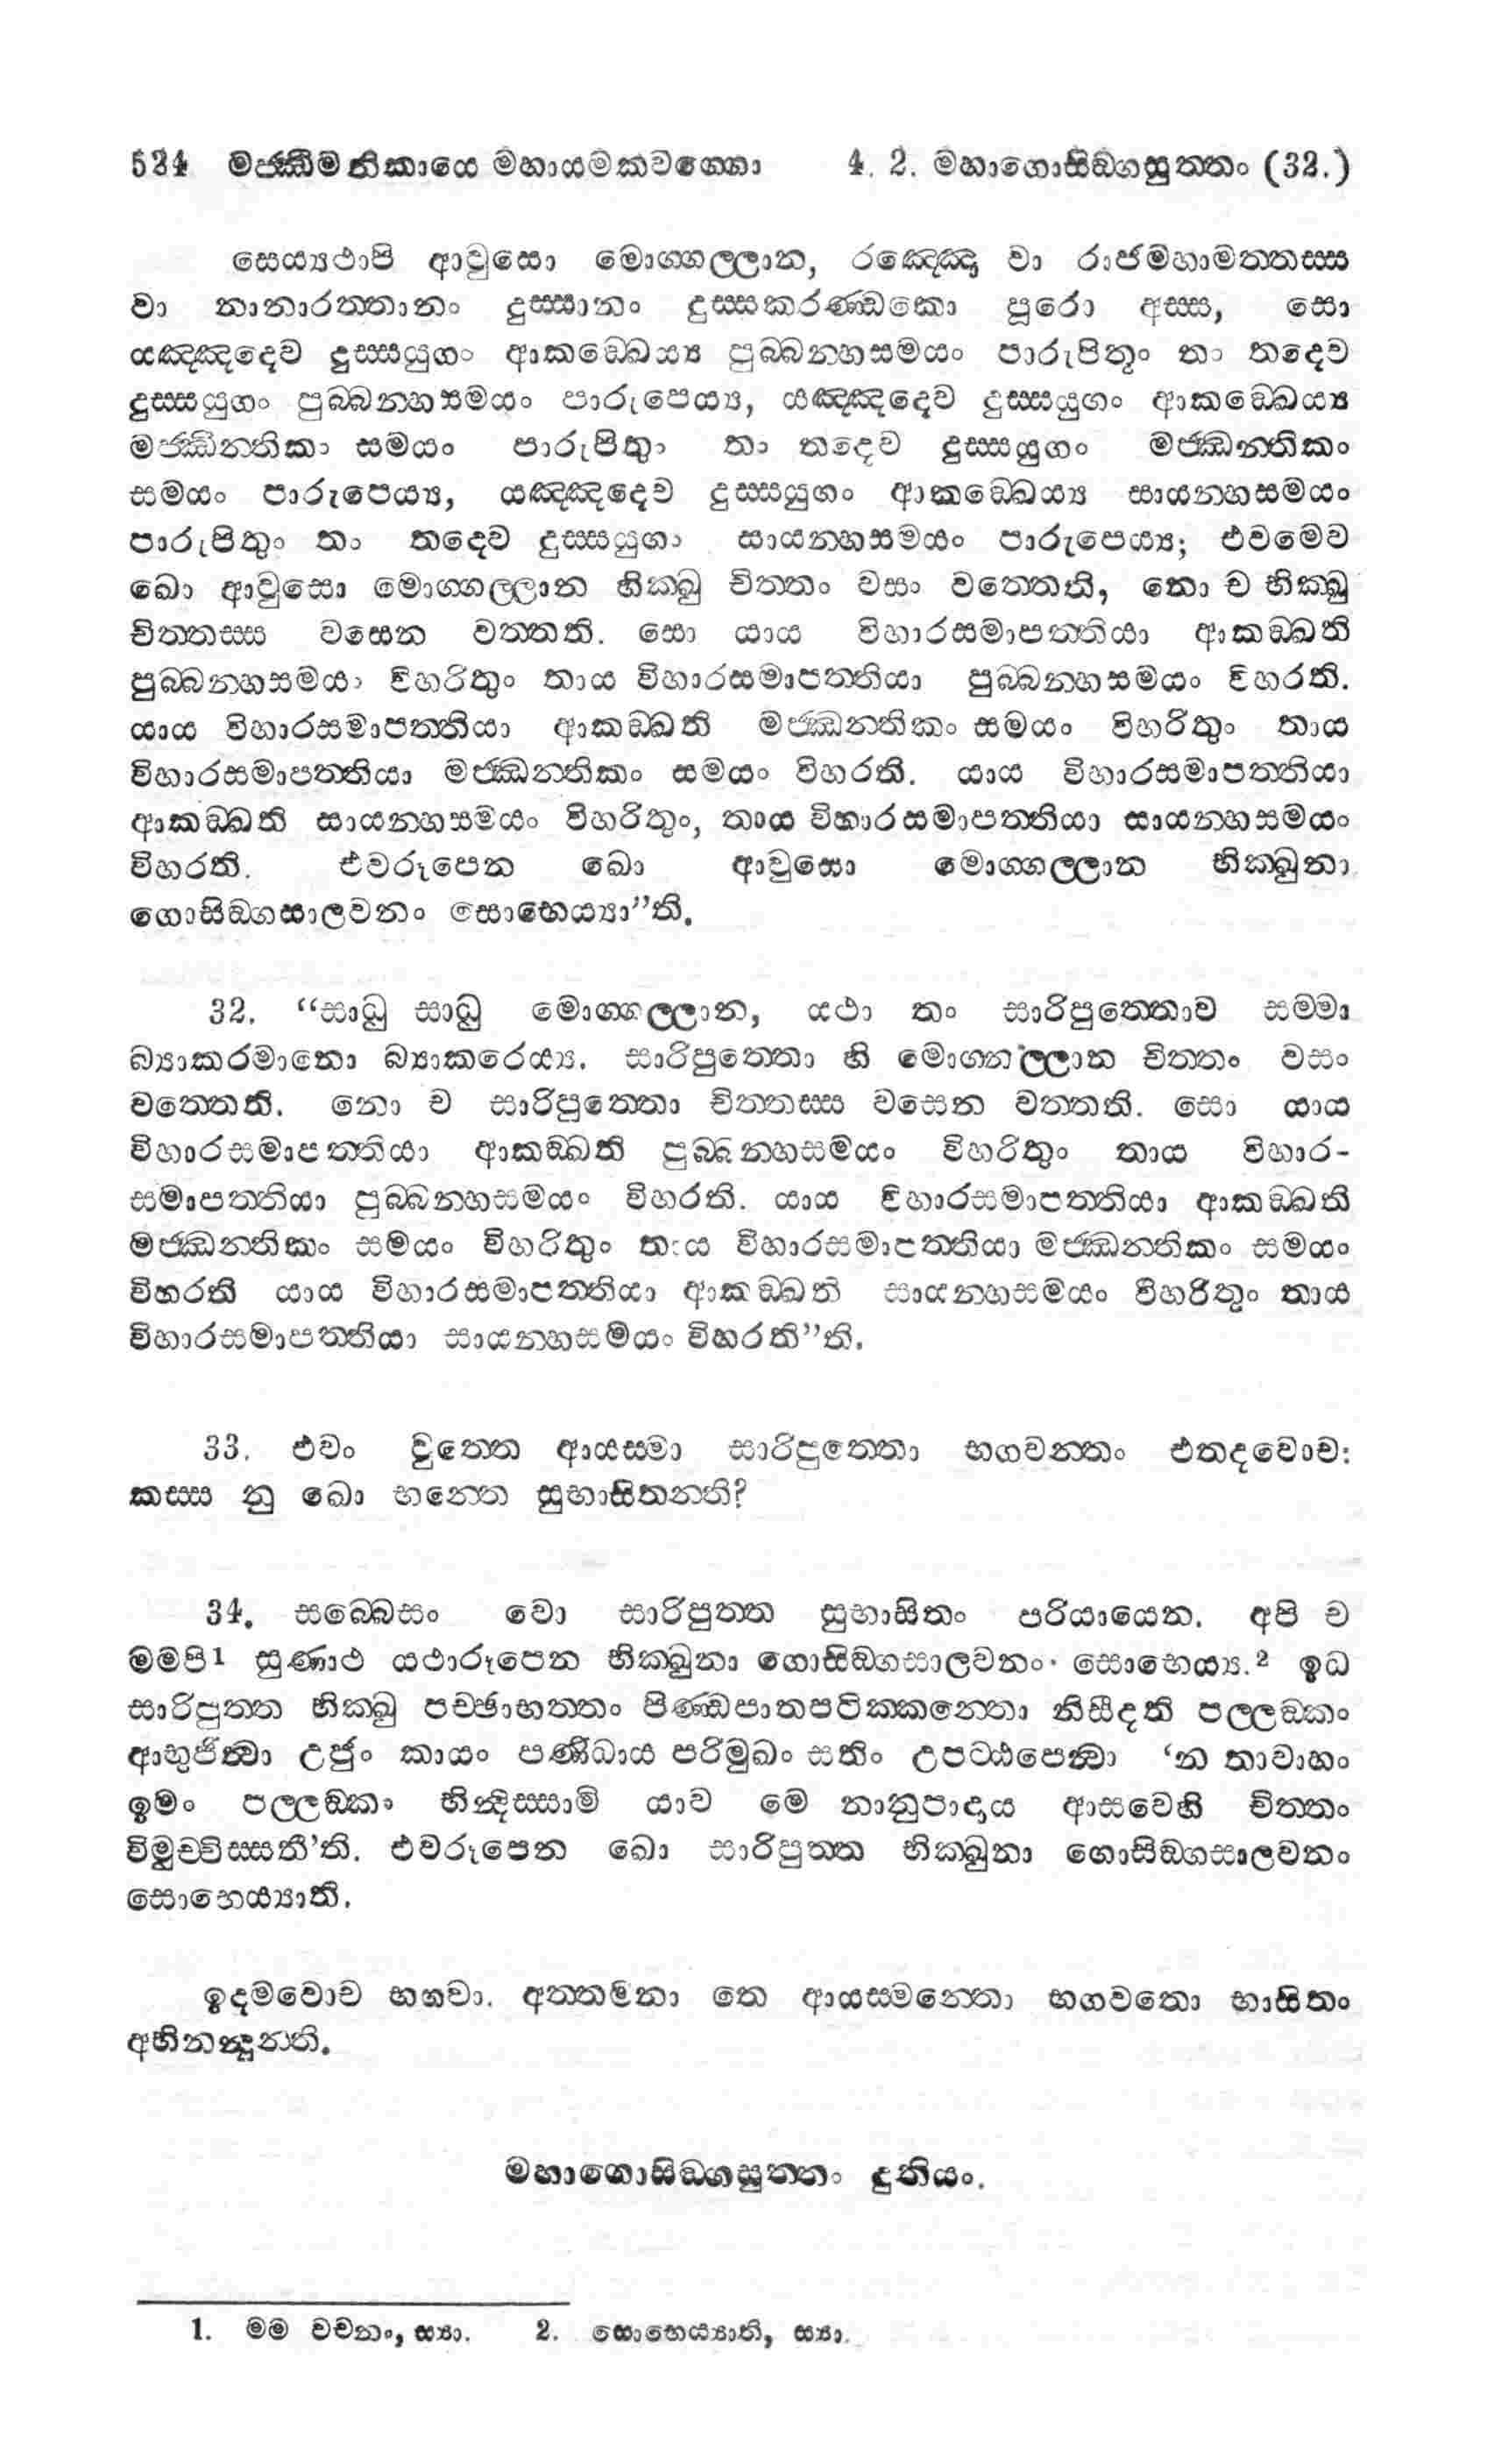 534 මජ්ඣිමනිකායෙ මහායමකවග්ගො 4. 2. මහාගොසිඞ්ගසුත්තං (32.)
සෙය්‍යථාපි ආවුසො මොග්ගල්ලාන, රඤ්ඤො වා රාජමහාමත්තස්ස
වා නානාරත්තානං දුස්සානං දුස්සකරණ්ඩකො පූරො අස්ස, සො
යඤ්ඤදෙව දුස්සයුගං ආකඞ්ඛෙය්‍ය පුබ්බන්හසමයං පාරුපිතුං තං තදෙව
දුස්සයුගං පුබ්බන්හසමයං පාරුපෙය්‍ය, යඤ්ඤදෙව දුස්සයුගං ආකඞ්ඛෙය්‍ය
මජ්ඣින්තිකං සමයං පාරුපිතුං තං තදෙව දුස්සයුගං මජ්ඣන්තිකං
සමයං පාරුපෙය්‍ය, යඤ්ඤදෙව දුස්සයුගං ආකඞ්ඛෙය්‍ය සායන්හසමයං
පාරුපිතුං තං තදෙව දුස්සයුගං සායන්හසමයං පාරුපෙය්‍ය; එවමෙව
ඛො ආවුසො මොග්ගල්ලාන භික්ඛු චිත්තං වසං වත්තෙති, නො ච භික්ඛු
චිත්තස්ස වසෙන වත්තති. සො යාය විහාරසමාපත්තියා ආකඞ්ඛති
පුබ්බන්හසමයං විහරිතුං තාය විහාරසමාපත්තියා පුබ්බන්හසමයං විහරති.
යාය විහාරසමාපත්තියා ආකඞ්ඛති මජ්ඣන්තිකං සමයං විහරිතුං තාය
විහාරසමාපත්තියා මජ්ඣන්තිකං සමයං විහරති. යාය විහාරසමාපත්තියා
ආකඞ්ඛති සායන්හසමයං විහරිතුං, තාය විහාරසමාපත්තියා සායන්හසමයං
විහරති. එවරූපෙන ඛො ආවුසො මොග්ගල්ලාන භික්ඛුනා
ගොසිඞ්ගසාලවනං සොභෙය්‍යා”ති.
32. “සාධු සාධු මොග්ගල්ලාන, යථා තං සාරිපුත්තොව සම්මා
බ්‍යාකරමානො බ්‍යාකරෙය්‍ය. සාරිපුත්තො හි මොග්ගල්ලාන චිත්තං වසං
වත්තෙති. නො ච සාරිපුත්තො චිත්තස්ස වසෙන වත්තති. සො යාය
විහාරසමාපත්තියා ආකඞ්ඛති පුබ්බන්හසමයං විහරිතුං තාය විහාර-
සමාපත්තියා පුබ්බන්හසමයං විහරති. යාය විහාරසමාපත්තියා ආකඞ්ඛති
මජ්ඣන්තිකං සමයං විහරිතුං තාය විහාරසමාපත්තියා මජ්ඣන්තිකං සමයං
විහරති යාය විහාරසමාපත්තියා ආකඞ්ඛති සායන්හසමයං විහරිතුං තාය
විහාරසමාපත්තියා සායන්හසමයං විහරති”ති.
33. එවං වුත්තෙ ආයස්මා සාරිපුත්තො භගවන්තං එතදවොච:
කස්ස නු ඛො භන්තෙ සුභාසිතන්ති?
34. සබ්බෙසං වො සාරිපුත්ත සුභාසිතං පරියායෙන. අපි ච
මමපි1 සුණාථ යථාරූපෙන භික්ඛුනා ගොසිඞ්ගසාලවනං සොභෙය්‍ය.2 ඉධ
සාරිපුත්ත භික්ඛු පච්ඡාභත්තං පිණ්ඩපාතපටික්කන්තො නිසීදති පල්ලඞ්කං
ආභුජිත්වා උජුං කායං පණිධාය පරිමුඛං සතිං උපට්ඨපෙත්වා ‘න තාවාහං
ඉමං පල්ලඞ්කං භින්දිස්සාමි යාව මෙ නානුපාදාය ආසවෙහි චිත්තං
විමුච්චිස්සතී’ති. එවරූපෙන ඛො සාරිපුත්ත භික්ඛුනා ගොසිඞ්ගසාලවනං
සොභෙය්‍යාති.
ඉදමවොච භගවා. අත්තමනා තෙ ආයස්මන්තො භගවතො භාසිතං
අභිනන්දුන්ති.
මහාගොසිඞ්ගසුත්තං දුතියං.
1. මම වචනං, ස්‍යා. 2. සොභෙය්‍යාති, ස්‍යා.